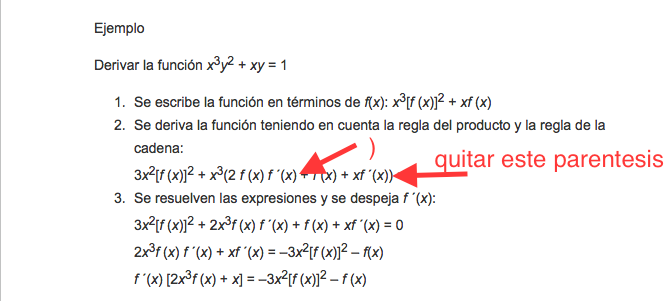 Ejemplo
Derivar la función x³y² + xy = 1
1. Se escribe la función en términos de f(x): x³[f (x)]² + xf (x)
2. Se deriva la función teniendo en cuenta la regla del producto y la regla de la
cadena:
)
3x²[f (x)]² + x³(2 f (x) f ´(x) + f (x) + xf ´(x))
quitar este parentesis
3. Se resuelven las expresiones y se despeja f ´(x):
3x²[f (x)]² + 2x³f (x) f ´(x) + f (x) + xf ´(x) = 0
2x³f (x) f ´(x) + xf ´(x) = –3x²[f (x)]² – f(x)
f ´(x) [2x³f (x) + x] = –3x²[f (x)]² – f (x)